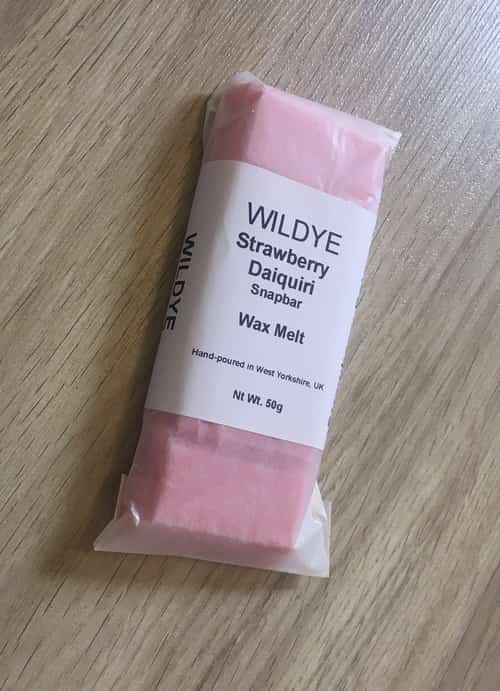 WILDYE
Strawberry
Daiquiri
Snapbar
Wax Melt
Hand-poured in West Yorkshire, UK
Nt Wt. 50g
WILDYE